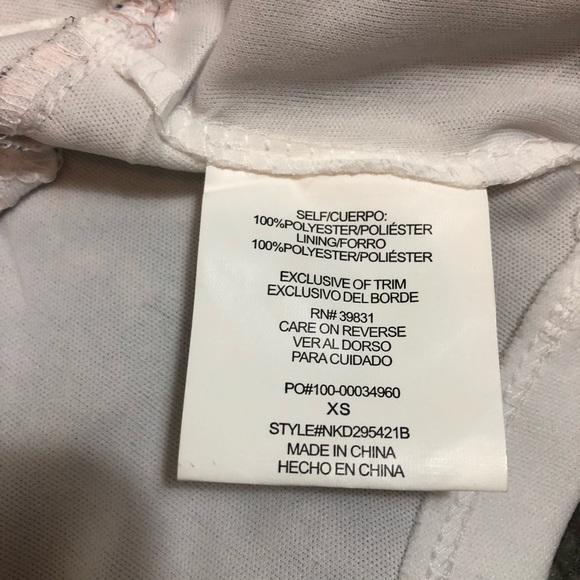 SELF/CUERPO:
100%POLYESTER/POLIÉSTER
LINING/FORRO
100%POLYESTER/POLIÉSTER
EXCLUSIVE OF TRIM
EXCLUSIVO DEL BORDE
RN# 39831
CARE ON REVERSE
VER AL DORSO
PARA CUIDADO
PO#100-00034960
XS
STYLE#NKD295421B
MADE IN CHINA
HECHO EN CHINA